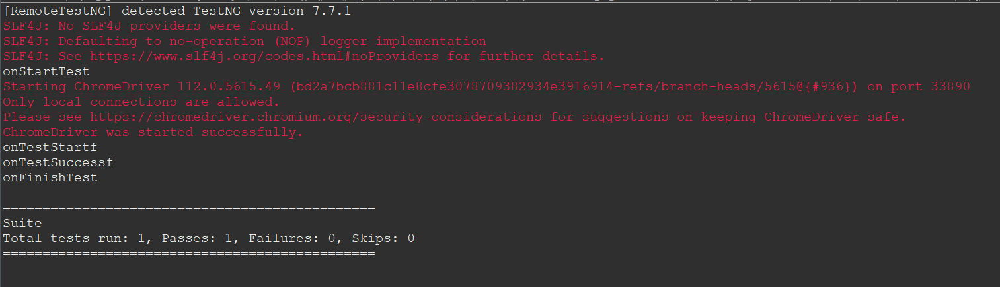 [RemoteTestNG] detected TestNG version 7.7.1
SLF4J: No SLF4J providers were found.
SLF4J: Defaulting to no-operation (NOP) logger implementation
SLF4J: See https://www.slf4j.org/codes.html#noProviders for further details.
onStartTest
Starting ChromeDriver 112.0.5615.49 (bd2a7bcb881c11e8cfe3078709382934e3916914-refs/branch-heads/5615@{#936}) on port 33890
Only local connections are allowed.
Please see https://chromedriver.chromium.org/security-considerations for suggestions on keeping ChromeDriver safe.
ChromeDriver was started successfully.
onTestStartf
onTestSuccessf
onFinishTest
===============================================
Suite
Total tests run: 1, Passes: 1, Failures: 0, Skips: 0
===============================================